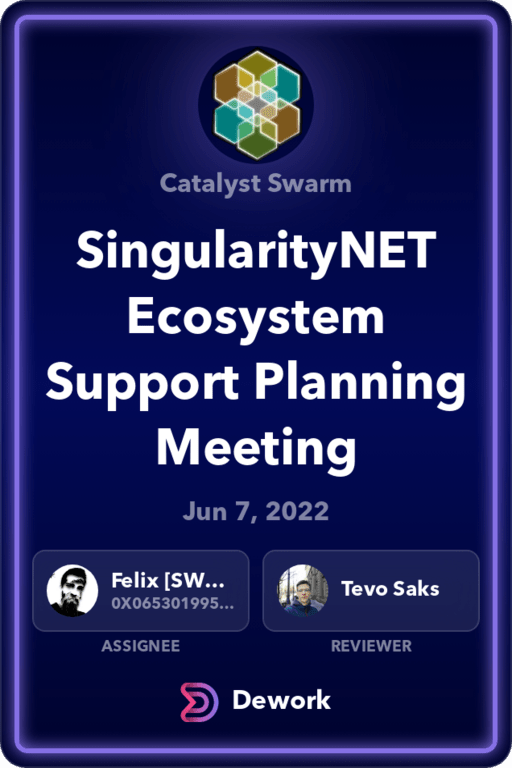 Catalyst Swarm
SingularityNET
Ecosystem
Support Planning
Meeting
Jun 7, 2022
Felix [SW...
0X065301995...
Tevo Saks
ASSIGNEE
REVIEWER
Dework